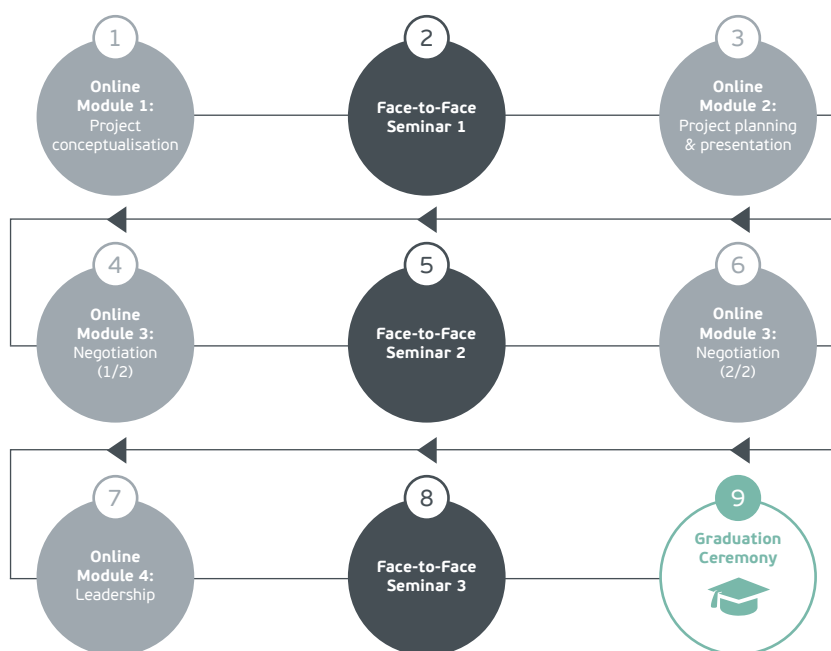 1
Online
Module 1:
Project
conceptualisation
2
Face-to-Face
Seminar 1
3
Online
Module 2:
Project planning
& presentation
4
Online
Module 3:
Negotiation
(1/2)
5
Face-to-Face
Seminar 2
6
Online
Module 3:
Negotiation
(2/2)
7
Online
Module 4:
Leadership
8
Face-to-Face
Seminar 3
9
Graduation
Ceremony